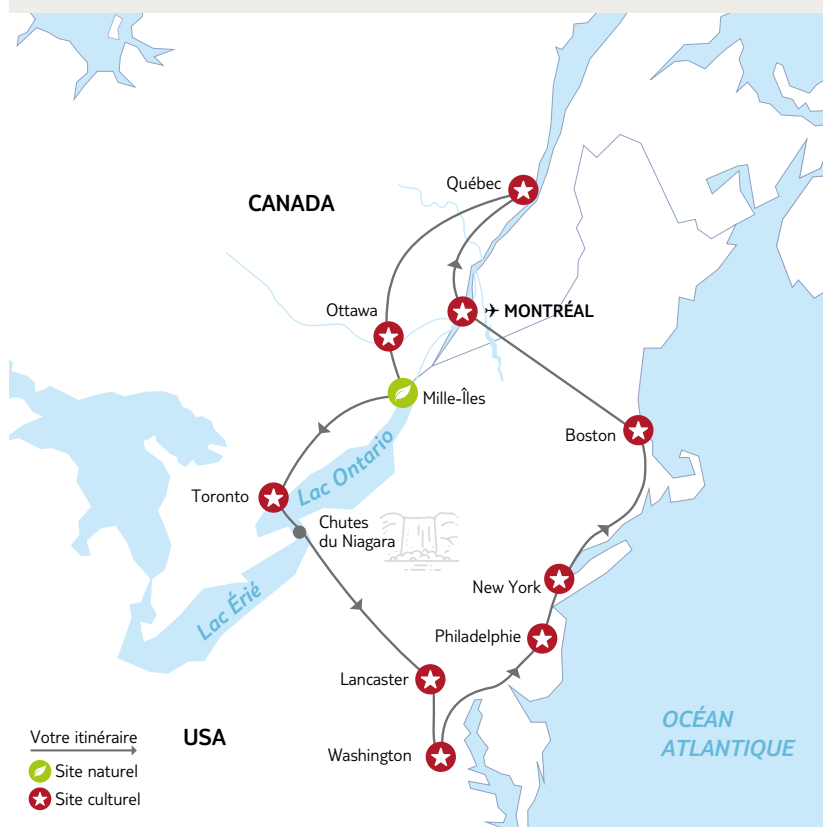 Québec
CANADA
Ottawa
MONTRÉAL
Mille-Îles
Boston
Lac Ontario
Toronto
Chutes
du Niagara
New York
Lac Érié
Philadelphie
Lancaster
OCÉAN
ATLANTIQUE
Votre itinéraire
USA
Washington
Site naturel
Site culturel